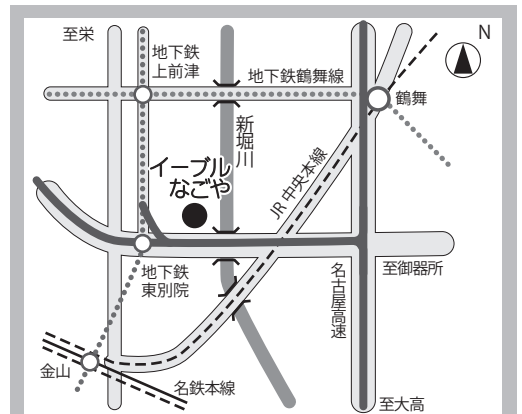 至栄
N
地下鉄
上前津
地下鉄鶴舞線
鶴舞
新堀川
イーブル
なごや
JR中央本線
地下鉄
東別院
名古屋高速
至御器所
金山
名鉄本線
至大高